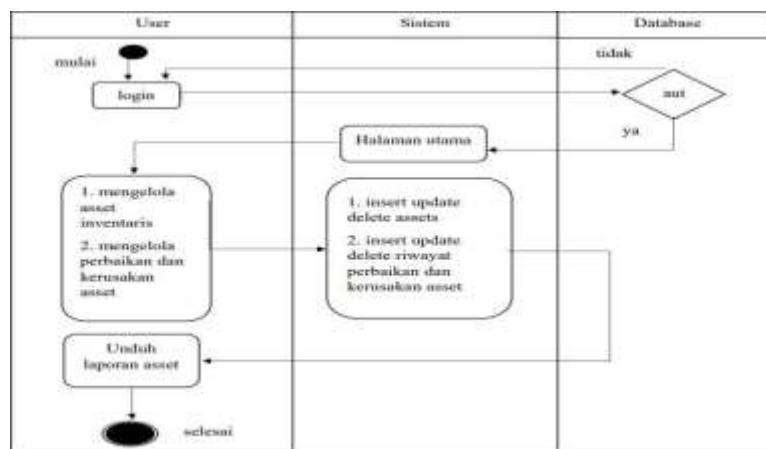 User
Sistem
Database
mulai
tidak
login
aut
ya
Halaman utama
1. mengelola
asset
inventaris
2. mengelola
perbaikan dan
kerusakan
asset
1. insert update
delete assets
2. insert update
delete riwayat
perbaikan dan
kerusakan asset
Unduh
laporan asset
selesai